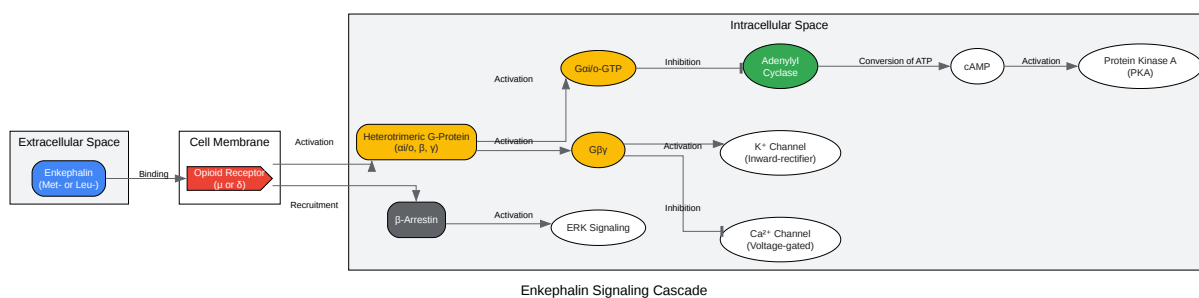 Intracellular Space
Gαi/o-GTP
Inhibition
Adenylyl
Cyclase
Conversion of ATP
cAMP
Activation
Protein Kinase A
(PKA)
Activation
Extracellular Space
Enkephalin
(Met- or Leu-)
Binding
Cell Membrane
Opioid Receptor
(μ or δ)
Activation
Heterotrimeric G-Protein
(αi/o, β, γ)
Activation
Gβγ
Activation
K⁺ Channel
(Inward-rectifier)
Recruitment
β-Arrestin
Activation
ERK Signaling
Inhibition
Ca²⁺ Channel
(Voltage-gated)
Enkephalin Signaling Cascade